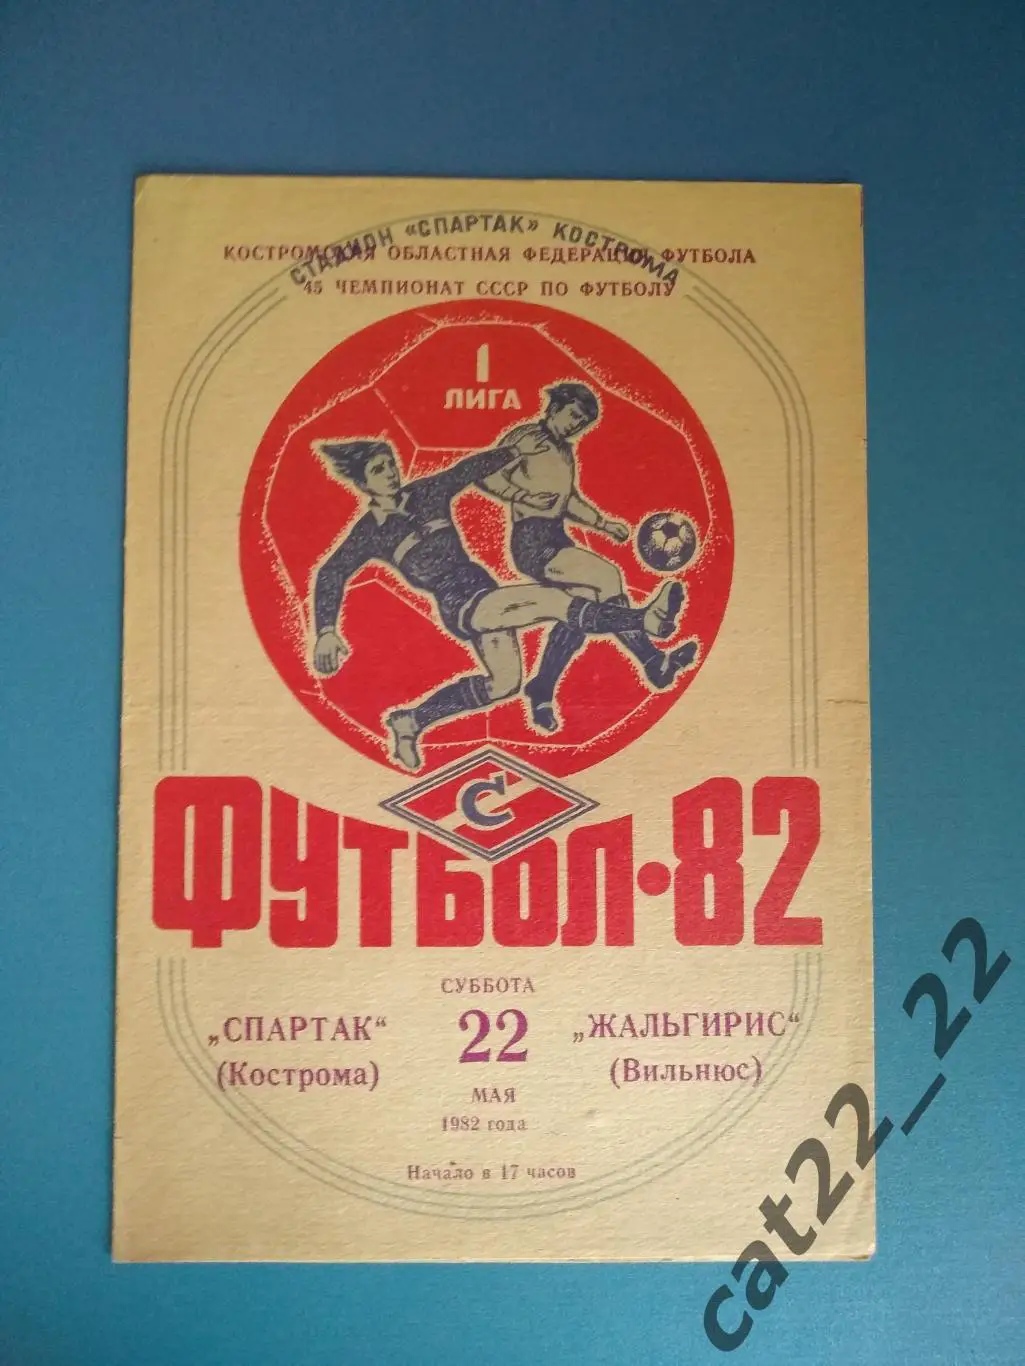 СТАДИОН «СПАРТАК» КОСТРОМА
КОСТРОМСКАЯ ОБЛАСТНАЯ ФЕДЕРАЦИЯ ФУТБОЛА
45 ЧЕМПИОНАТ СССР ПО ФУТБОЛУ
1
ЛИГА
С
ФУТБОЛ·82
СУББОТА
„СПАРТАК“ 22 „ЖАЛЬГИРИС“
(Кострома) (Вильнюс)
МАЯ
1982 года
Начало в 17 часов
cat22_22